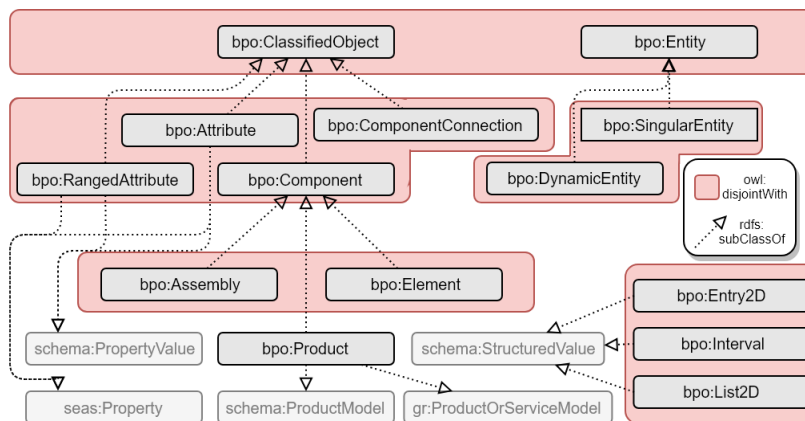 bpo:ClassifiedObject
bpo:Entity
bpo:Attribute
bpo:ComponentConnection
bpo:SingularEntity
bpo:RangedAttribute
bpo:Component
bpo:DynamicEntity
owl:
disjointWith
rdfs:
subClassOf
bpo:Assembly
bpo:Element
bpo:Entry2D
schema:PropertyValue
bpo:Product
schema:StructuredValue
bpo:Interval
bpo:List2D
seas:Property
schema:ProductModel
gr:ProductOrServiceModel